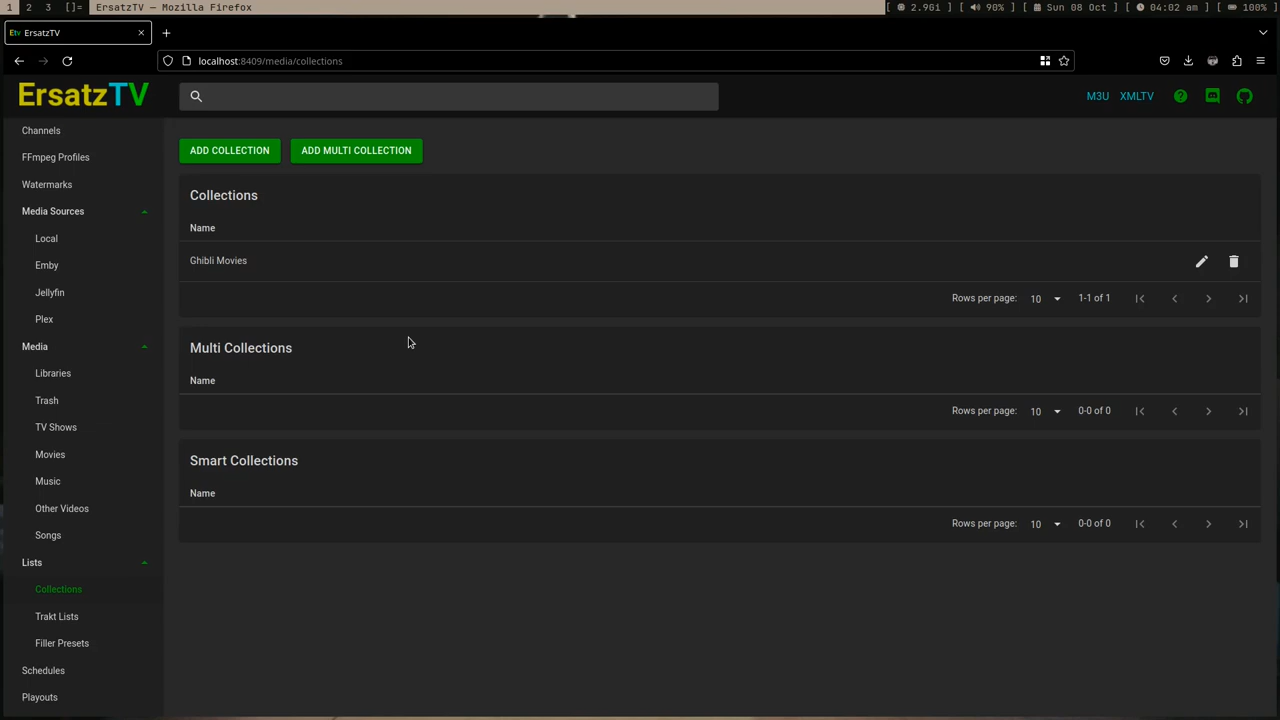 1 2 3 []= ErsatzTV — Mozilla Firefox [ 2.9Gi ] [ 90% ] [ Sun 08 Oct ] [ 04:02 am ] [ 100% ]
Etv ErsatzTV
localhost:8409/media/collections
ErsatzTV M3U XMLTV
Channels
FFmpeg Profiles
Watermarks
Media Sources
Local
Emby
Jellyfin
Plex
Media
Libraries
Trash
TV Shows
Movies
Music
Other Videos
Songs
Lists
Collections
Trakt Lists
Filler Presets
Schedules
Playouts
ADD COLLECTION ADD MULTI COLLECTION
Collections
Name
Ghibli Movies
Rows per page: 10 1-1 of 1
Multi Collections
Name
Rows per page: 10 0-0 of 0
Smart Collections
Name
Rows per page: 10 0-0 of 0